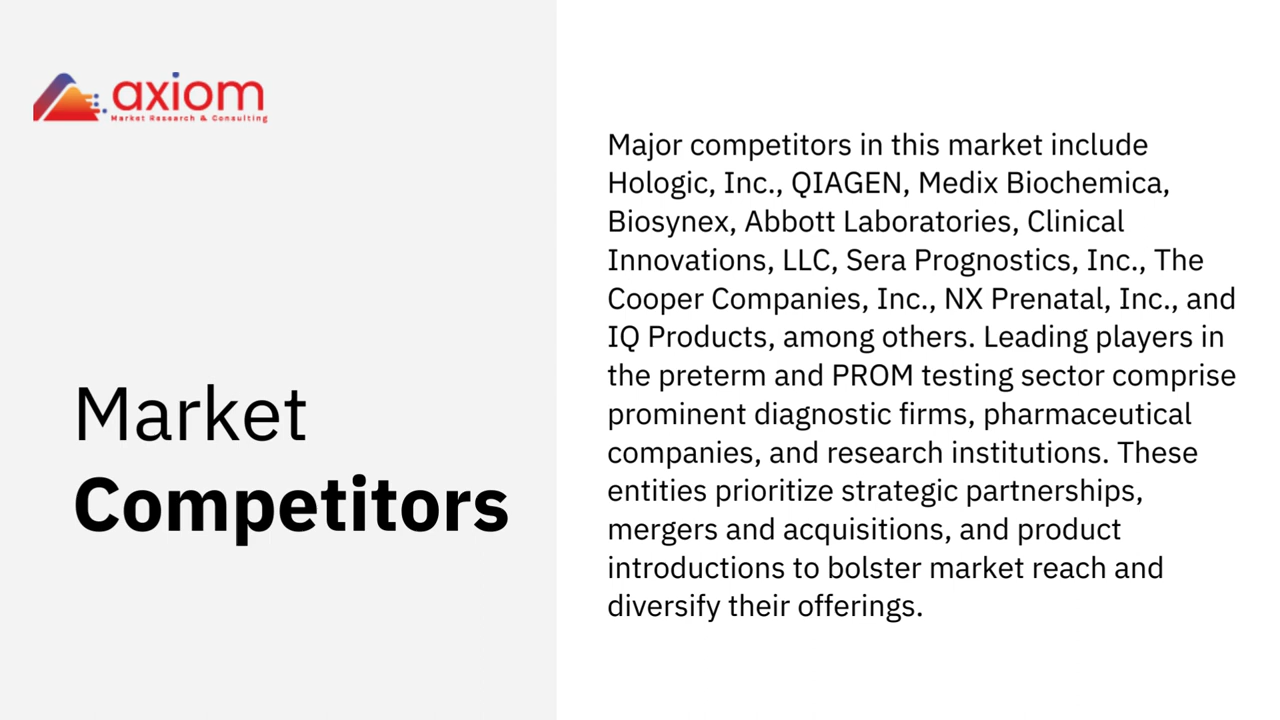 axiom
Market Research & Consulting
Market
Competitors
Major competitors in this market include
Hologic, Inc., QIAGEN, Medix Biochemica,
Biosynex, Abbott Laboratories, Clinical
Innovations, LLC, Sera Prognostics, Inc., The
Cooper Companies, Inc., NX Prenatal, Inc., and
IQ Products, among others. Leading players in
the preterm and PROM testing sector comprise
prominent diagnostic firms, pharmaceutical
companies, and research institutions. These
entities prioritize strategic partnerships,
mergers and acquisitions, and product
introductions to bolster market reach and
diversify their offerings.